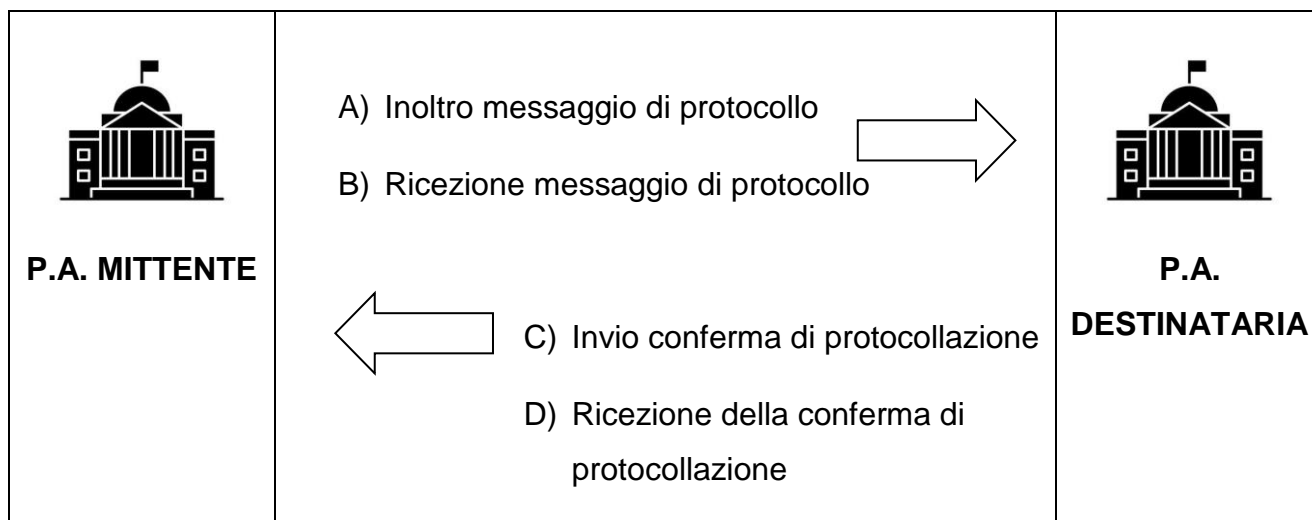 P.A. MITTENTE
A) Inoltro messaggio di protocollo
B) Ricezione messaggio di protocollo
C) Invio conferma di protocollazione
D) Ricezione della conferma di
protocollazione
P.A.
DESTINATARIA